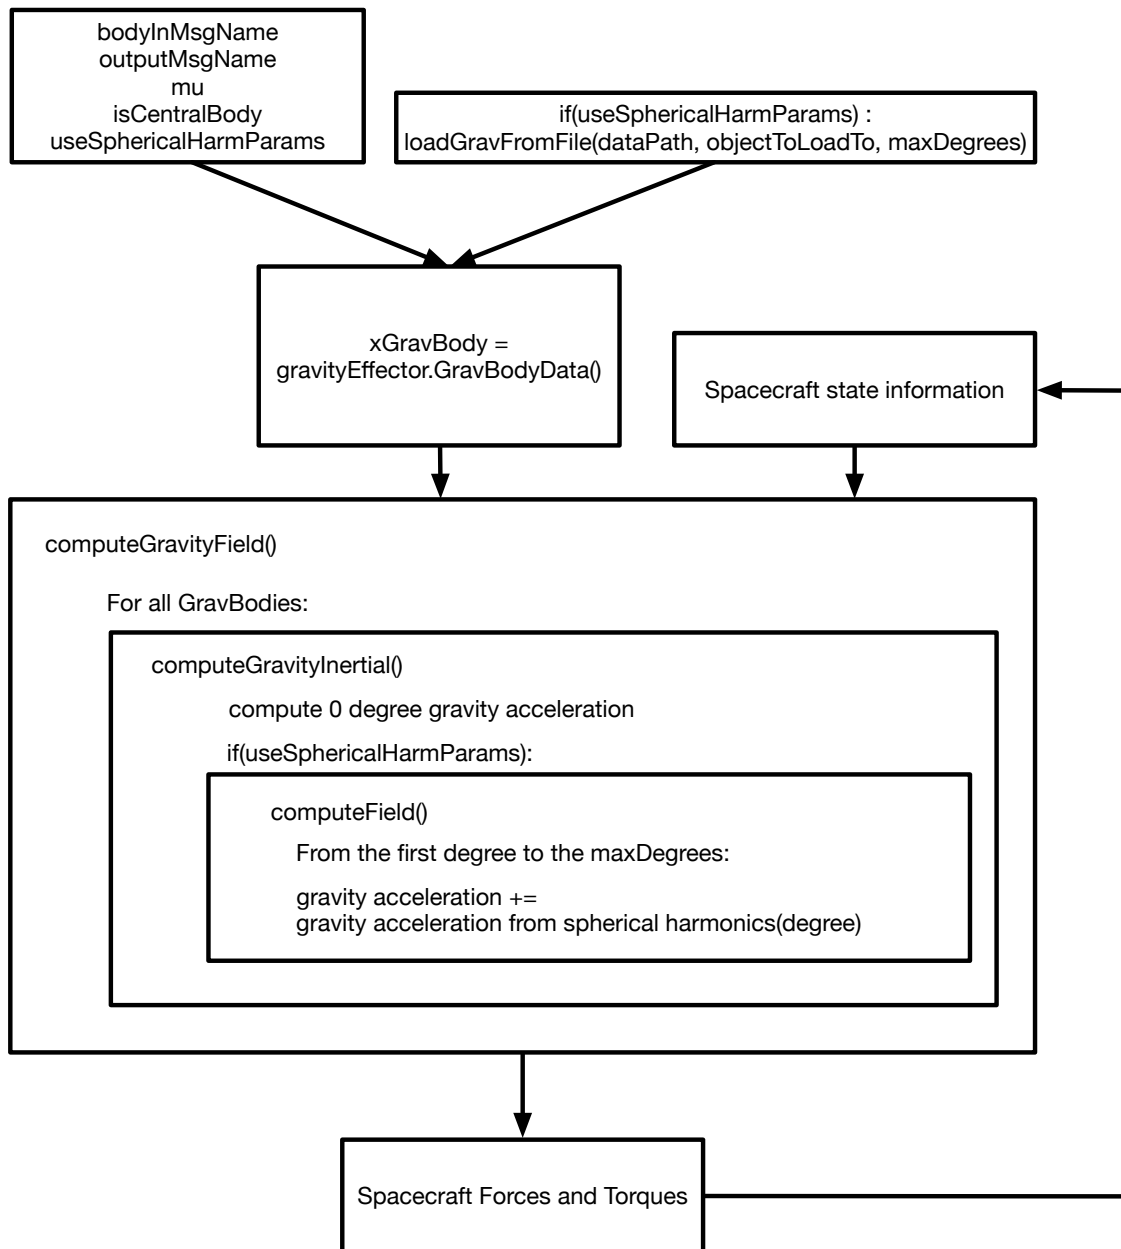 bodyInMsgName
outputMsgName
mu
isCentralBody
useSphericalHarmParams
if(useSphericalHarmParams) :
loadGravFromFile(dataPath, objectToLoadTo, maxDegrees)
xGravBody =
gravityEffector.GravBodyData()
Spacecraft state information
computeGravityField()
For all GravBodies:
computeGravityInertial()
compute 0 degree gravity acceleration
if(useSphericalHarmParams):
computeField()
From the first degree to the maxDegrees:
gravity acceleration +=
gravity acceleration from spherical harmonics(degree)
Spacecraft Forces and Torques